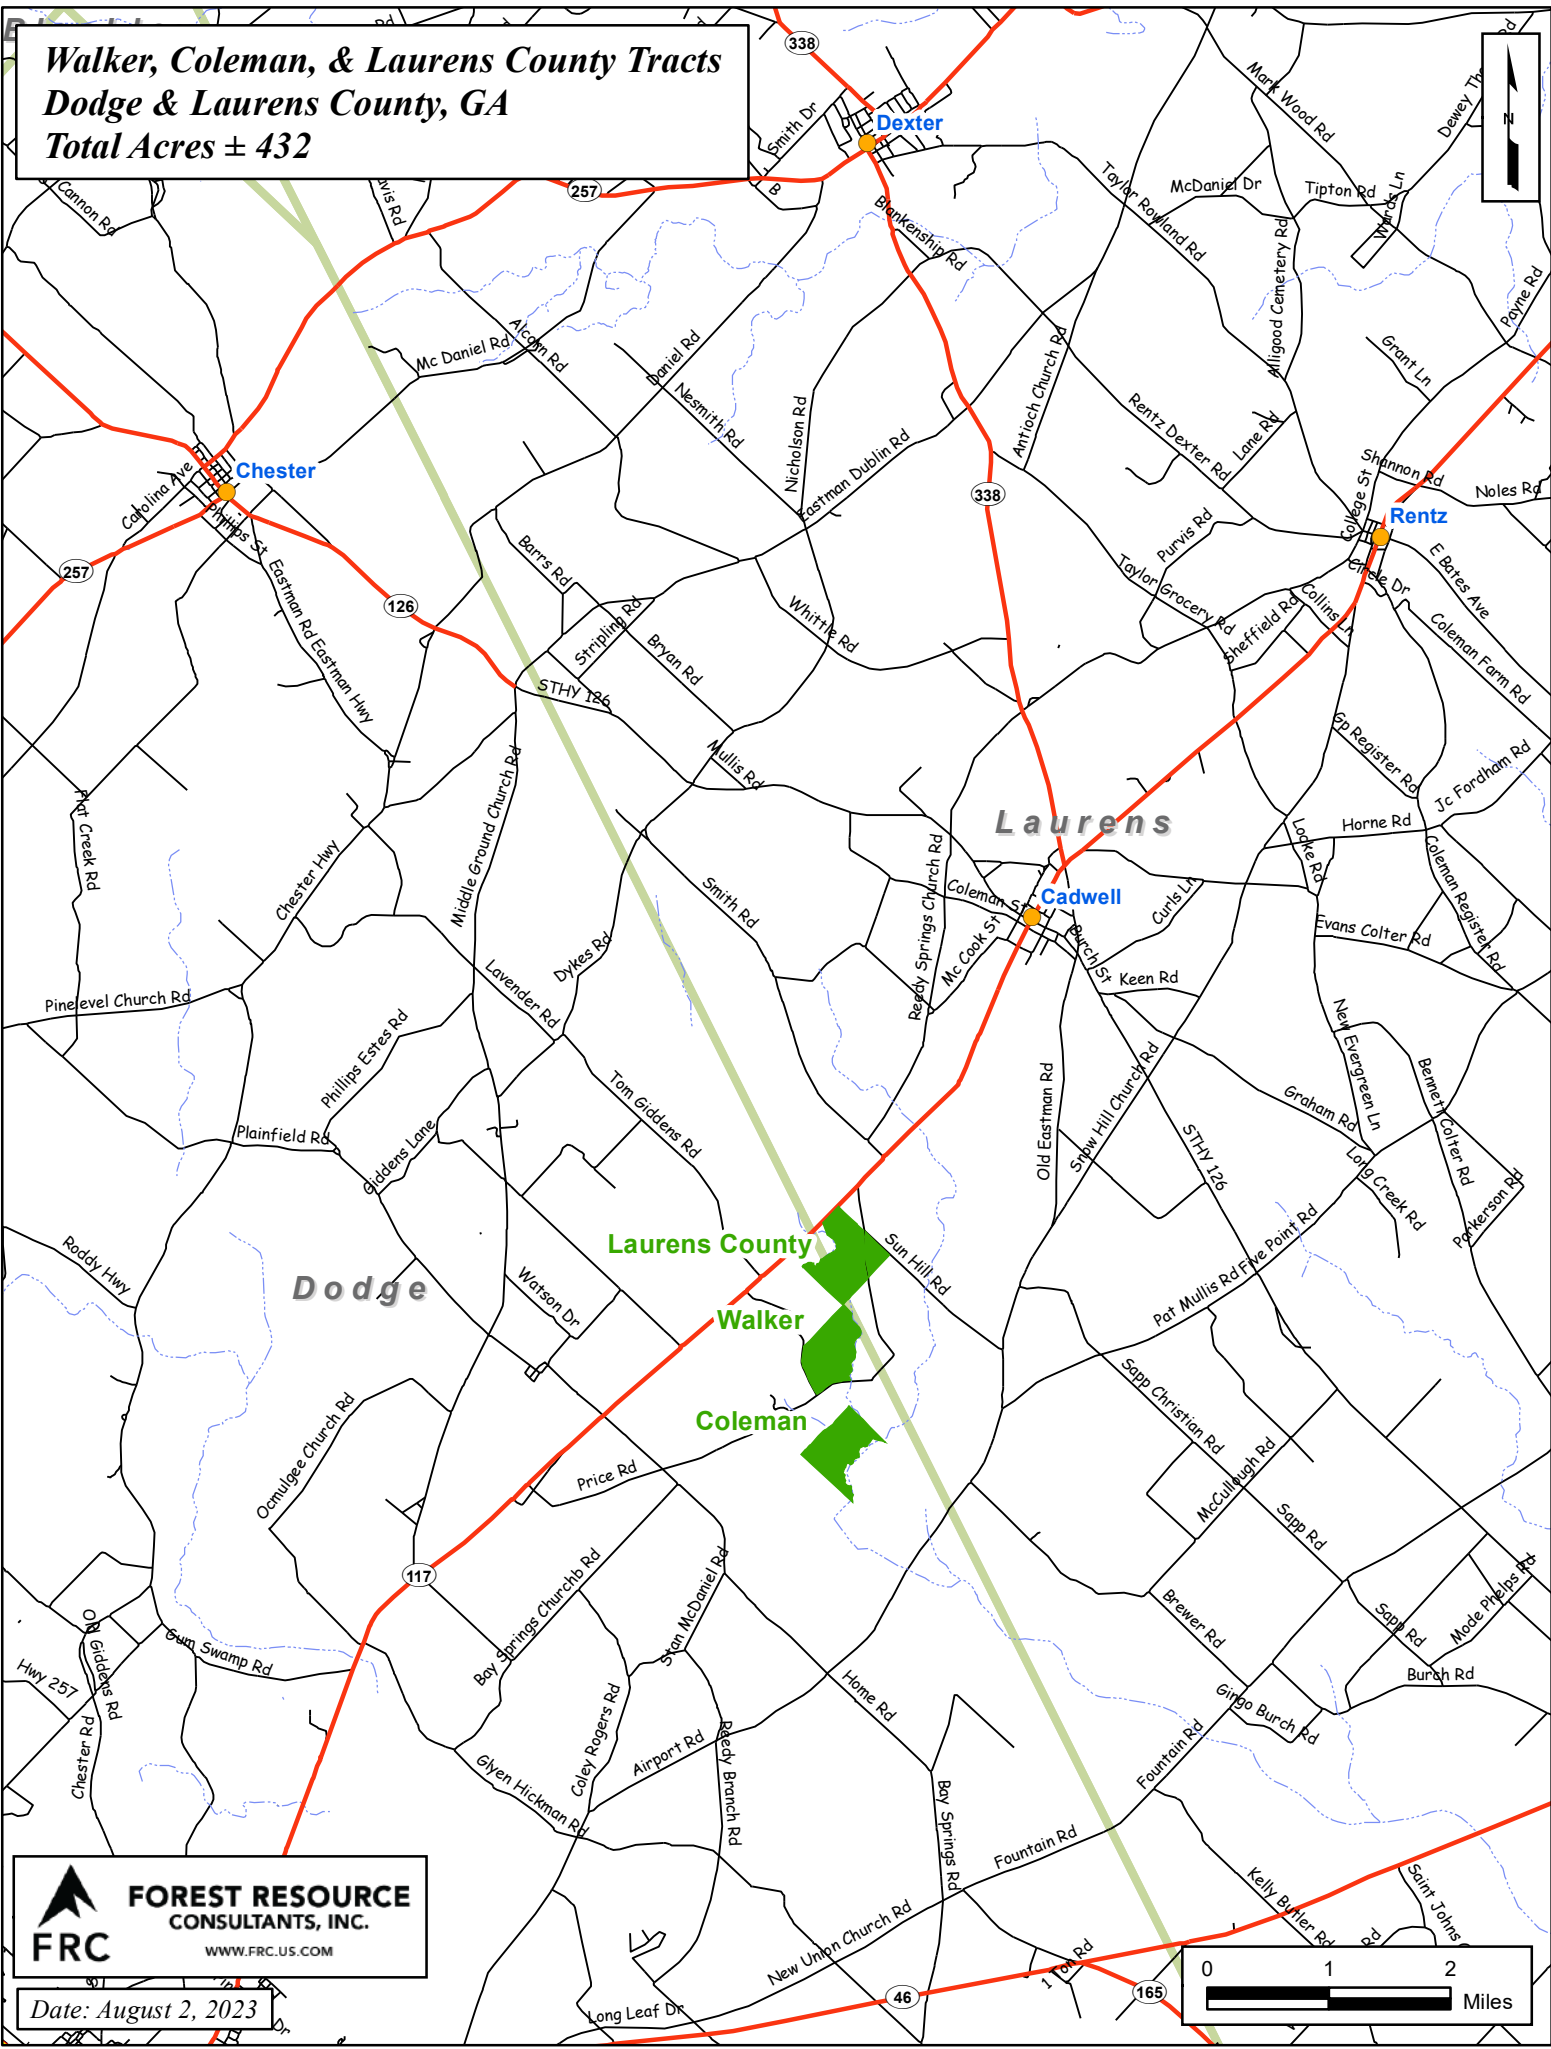 Walker, Coleman, & Laurens County Tracts
Dodge & Laurens County, GA
Total Acres ± 432
N
338
Dexter
Smith Dr
B
257
Cannon Rd
Mark Wood Rd
McDaniel Dr
Tipton Rd
Wards Ln
Taylor Rowland Rd
Blankenship Rd
Alligood Cemetery Rd
Payne Rd
Mc Daniel Rd
Alcorn Rd
Daniel Rd
Nesmith Rd
Nicholson Rd
Eastman Dublin Rd
Antioch Church Rd
Rentz Dexter Rd
Lane Rd
Grant Ln
Shannon Rd
Noles Rd
College St
Rentz
Chester
Carolina Ave
Phillips St
257
126
338
Eastman Rd
Eastman Hwy
Barrs Rd
Stripling Rd
Bryan Rd
STHY 126
Whittle Rd
Purvis Rd
Taylor Grocery Rd
Sheffield Rd
Collins Ln
Circle Dr
E Bates Ave
Coleman Farm Rd
Gp Register Rd
Jc Fordham Rd
Mullis Rd
Middle Ground Church Rd
Flat Creek Rd
Chester Hwy
Laurens
Horne Rd
Locke Rd
Coleman Register Rd
Reedy Springs Church Rd
Coleman St
Cadwell
Mc Cook St
Burch St
Curls Ln
Keen Rd
Evans Colter Rd
Smith Rd
Dykes Rd
Lavender Rd
Pinelevel Church Rd
Phillips Estes Rd
Plainfield Rd
Giddens Lane
Tom Giddens Rd
Old Eastman Rd
Snow Hill Church Rd
STHY 126
Graham Rd
New Evergreen Ln
Bennett Colter Rd
Long Creek Rd
Parkerson Rd
Roddy Hwy
Dodge
Watson Dr
Laurens County
Sun Hill Rd
Walker
Pat Mullis Rd
Five Point Rd
Coleman
Price Rd
Ocmulgee Church Rd
Sapp Christian Rd
McCullough Rd
Sapp Rd
117
Bay Springs Churchb Rd
Stan McDaniel Rd
Brewer Rd
Sapp Rd
Mode Phelps Rd
Burch Rd
Gingo Burch Rd
Old Giddens Rd
Gum Swamp Rd
Hwy 257
Chester Rd
Home Rd
Coley Rogers Rd
Airport Rd
Reedy Branch Rd
Glyen Hickman Rd
Fountain Rd
Bay Springs Rd
Fountain Rd
Kelly Butler Rd
Saint Johns
Rd
New Union Church Rd
1 Ton Rd
Long Leaf Dr
46
165
FRC
FOREST RESOURCE
CONSULTANTS, INC.
WWW.FRC.US.COM
Date: August 2, 2023
Dr
0 1 2
Miles